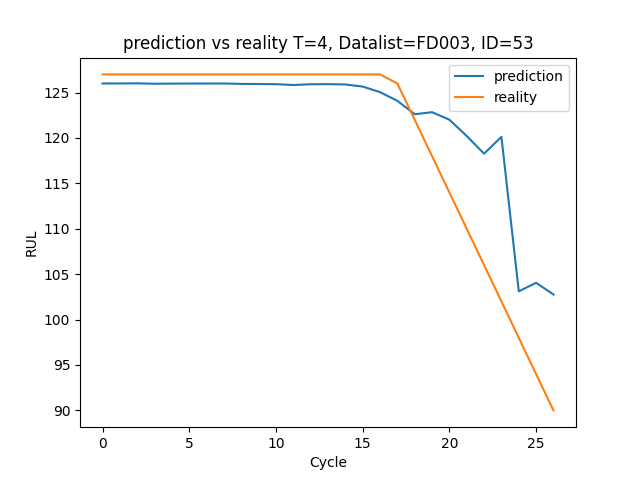 prediction vs reality T=4, Datalist=FD003, ID=53
prediction
reality
125
120
115
110
105
100
95
90
RUL
0 5 10 15 20 25
Cycle